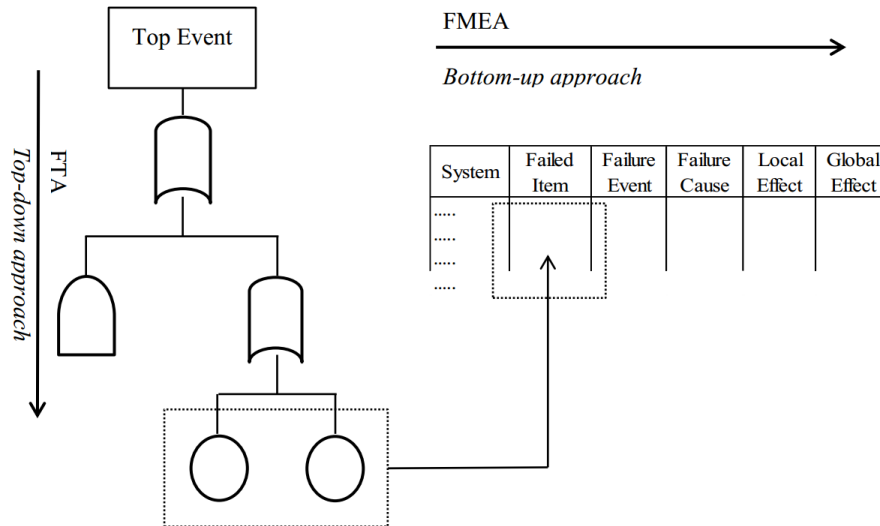 Top Event
FTA
Top-down approach
FMEA
Bottom-up approach
System
Failed
Item
Failure
Event
Failure
Cause
Local
Effect
Global
Effect
.....
.....
.....
.....